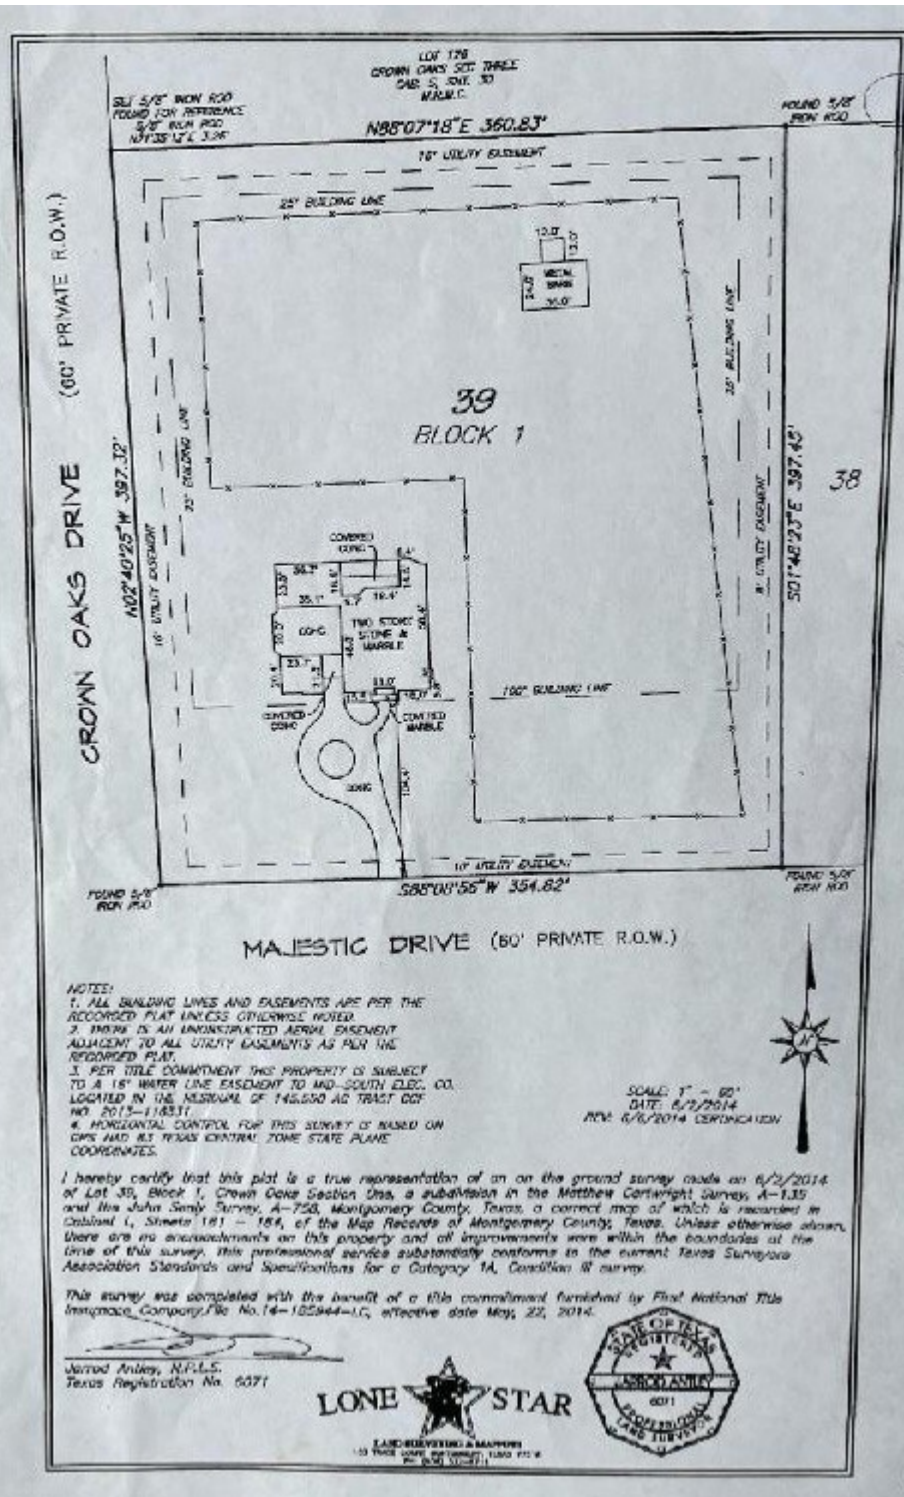 LOT 126
CROWN OAKS SEC THREE
CAB. S, SHT. 30
M.R.M.C.
SET 5/8" IRON ROD
FOUND FOR REFERENCE
5/8" IRON ROD
FOUND 5/8"
IRON ROD
N88°07'18"E 360.83'
UTILITY EASEMENT
25' BUILDING LINE
CROWN OAKS DRIVE (60' PRIVATE R.O.W.)
N02°40'25"W 397.32'
16' UTILITY EASEMENT
25' BUILDING LINE
METAL
BARN
24.0'
39
BLOCK 1
BUILDING LINE
8' UTILITY EASEMENT
S01°48'23"E 397.45'
38
COVERED
CONC
35.1'
18.4'
CONC
TWO STORY
STONE &
MARBLE
100' BUILDING LINE
COVERED
CONC
COVERED
MARBLE
CONC
104.4'
10' UTILITY EASEMENT
FOUND 5/8"
IRON ROD
S88°08'56"W 354.82'
FOUND 5/8"
IRON ROD
MAJESTIC DRIVE (60' PRIVATE R.O.W.)
NOTES:
1. ALL BUILDING LINES AND EASEMENTS ARE PER THE
RECORDED PLAT UNLESS OTHERWISE NOTED.
2. THERE IS AN UNOBSTRUCTED AERIAL EASEMENT
ADJACENT TO ALL UTILITY EASEMENTS AS PER THE
RECORDED PLAT.
3. PER TITLE COMMITMENT THIS PROPERTY IS SUBJECT
TO A 16' WATER LINE EASEMENT TO MID-SOUTH ELEC. CO.
LOCATED IN THE RESIDUAL OF 145.550 AC TRACT CCF
NO. 2013-118331.
4. HORIZONTAL CONTROL FOR THIS SURVEY IS BASED ON
GPS NAD 83 TEXAS CENTRAL ZONE STATE PLANE
COORDINATES.
N
SCALE: 1" = 60'
DATE: 6/2/2014
REV: 6/6/2014 CERTIFICATION
I hereby certify that this plat is a true representation of an on the ground survey made on 6/2/2014
of Lot 39, Block 1, Crown Oaks Section One, a subdivision in the Matthew Cartwright Survey, A-135
and the John Sealy Survey, A-758, Montgomery County, Texas, a correct map of which is recorded in
Cabinet I, Sheets 181 - 184, of the Map Records of Montgomery County, Texas. Unless otherwise shown,
there are no encroachments on this property and all improvements were within the boundaries at the
time of this survey. This professional service substantially conforms to the current Texas Surveyors
Association Standards and Specifications for a Category 1A, Condition III survey.
This survey was completed with the benefit of a title commitment furnished by First National Title
Insurance Company, File No. 14-185944-LC, effective date May, 22, 2014.
Jarrod Antley, R.P.L.S.
Texas Registration No. 6071
LONE STAR
LAND SURVEYING & MAPPING
STATE OF TEXAS
REGISTERED
JARROD ANTLEY
6071
PROFESSIONAL
LAND SURVEYOR